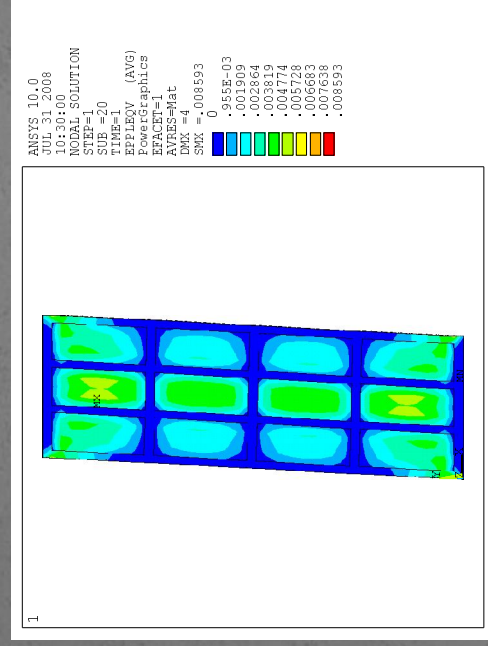 1
ANSYS 10.0
JUL 31 2008
10:30:00
NODAL SOLUTION
STEP=1
SUB =20
TIME=1
EPPLEQV (AVG)
PowerGraphics
EFACET=1
AVRES=Mat
DMX =4
SMX =.008593
0
.955E-03
.001909
.002864
.003819
.004774
.005728
.006683
.007638
.008593
MX
MN
Z